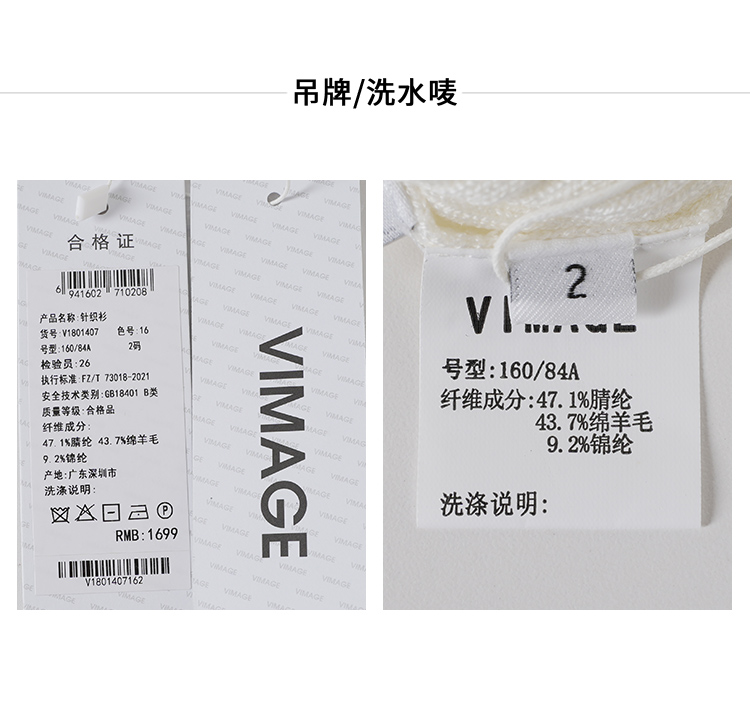 吊牌/洗水唛
合格证
6 941602 710208
产品名称:针织衫
货号:V1801407 色号:16
号型:160/84A 2码
检验员:26
执行标准:FZ/T 73018-2021
安全技术类别:GB18401 B类
质量等级:合格品
纤维成分:
47.1%腈纶 43.7%绵羊毛
9.2%锦纶
产地:广东深圳市
洗涤说明:
P
RMB:1699
V1801407162
VIMAGE
2
VIMAGE
号型:160/84A
纤维成分:47.1%腈纶
43.7%绵羊毛
9.2%锦纶
洗涤说明: